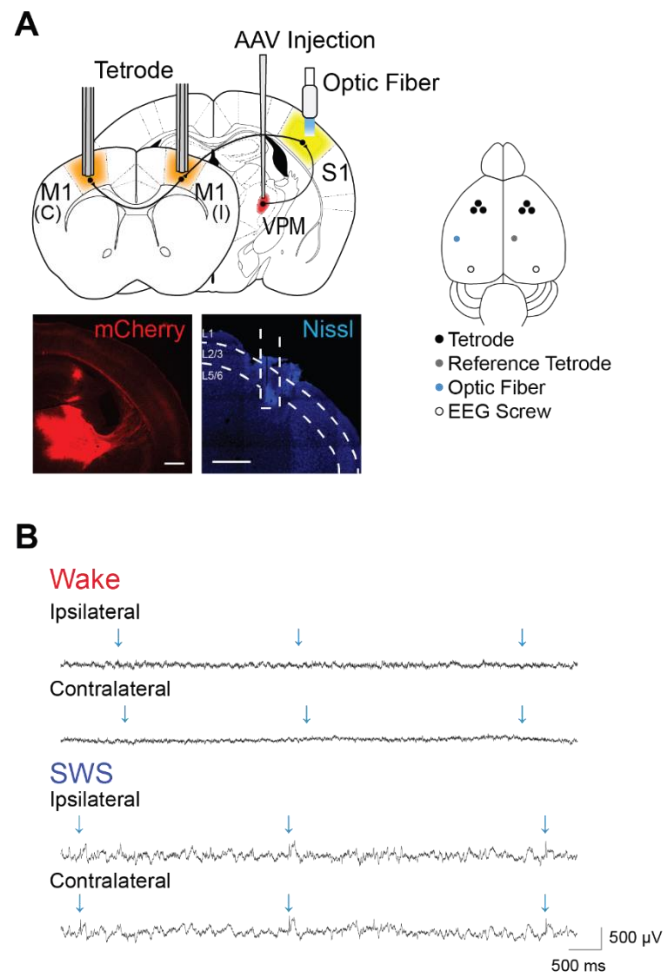 A
AAV Injection
Tetrode
Optic Fiber
M1
(C)
M1
(I)
VPM
S1
mCherry
Nissl
L1
L2/3
L5/6
Tetrode
Reference Tetrode
Optic Fiber
EEG Screw
B
Wake
Ipsilateral
Contralateral
SWS
Ipsilateral
Contralateral
500 µV
500 ms